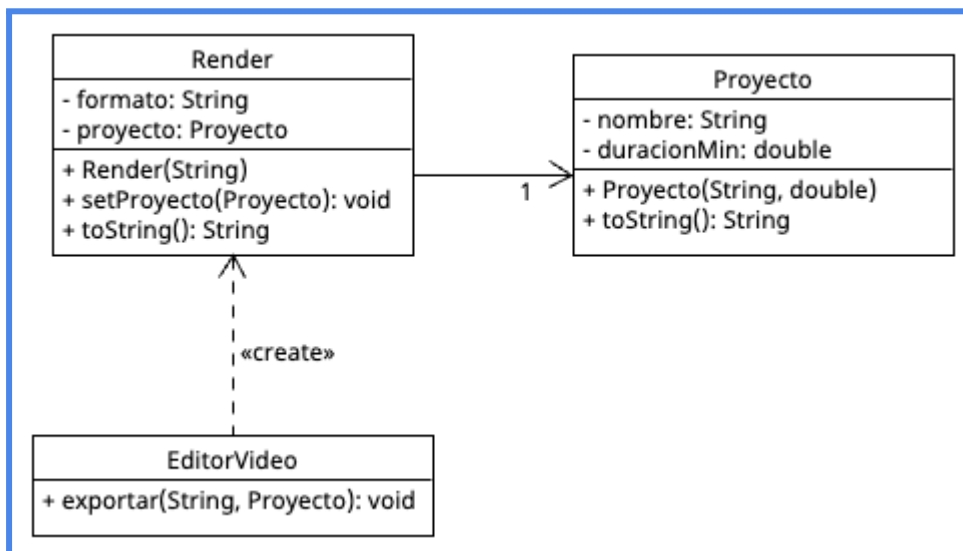 Render
- formato: String
- proyecto: Proyecto
+ Render(String)
+ setProyecto(Proyecto): void
+ toString(): String
1
Proyecto
- nombre: String
- duracionMin: double
+ Proyecto(String, double)
+ toString(): String
«create»
EditorVideo
+ exportar(String, Proyecto): void